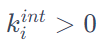 $k_i^{int} > 0$